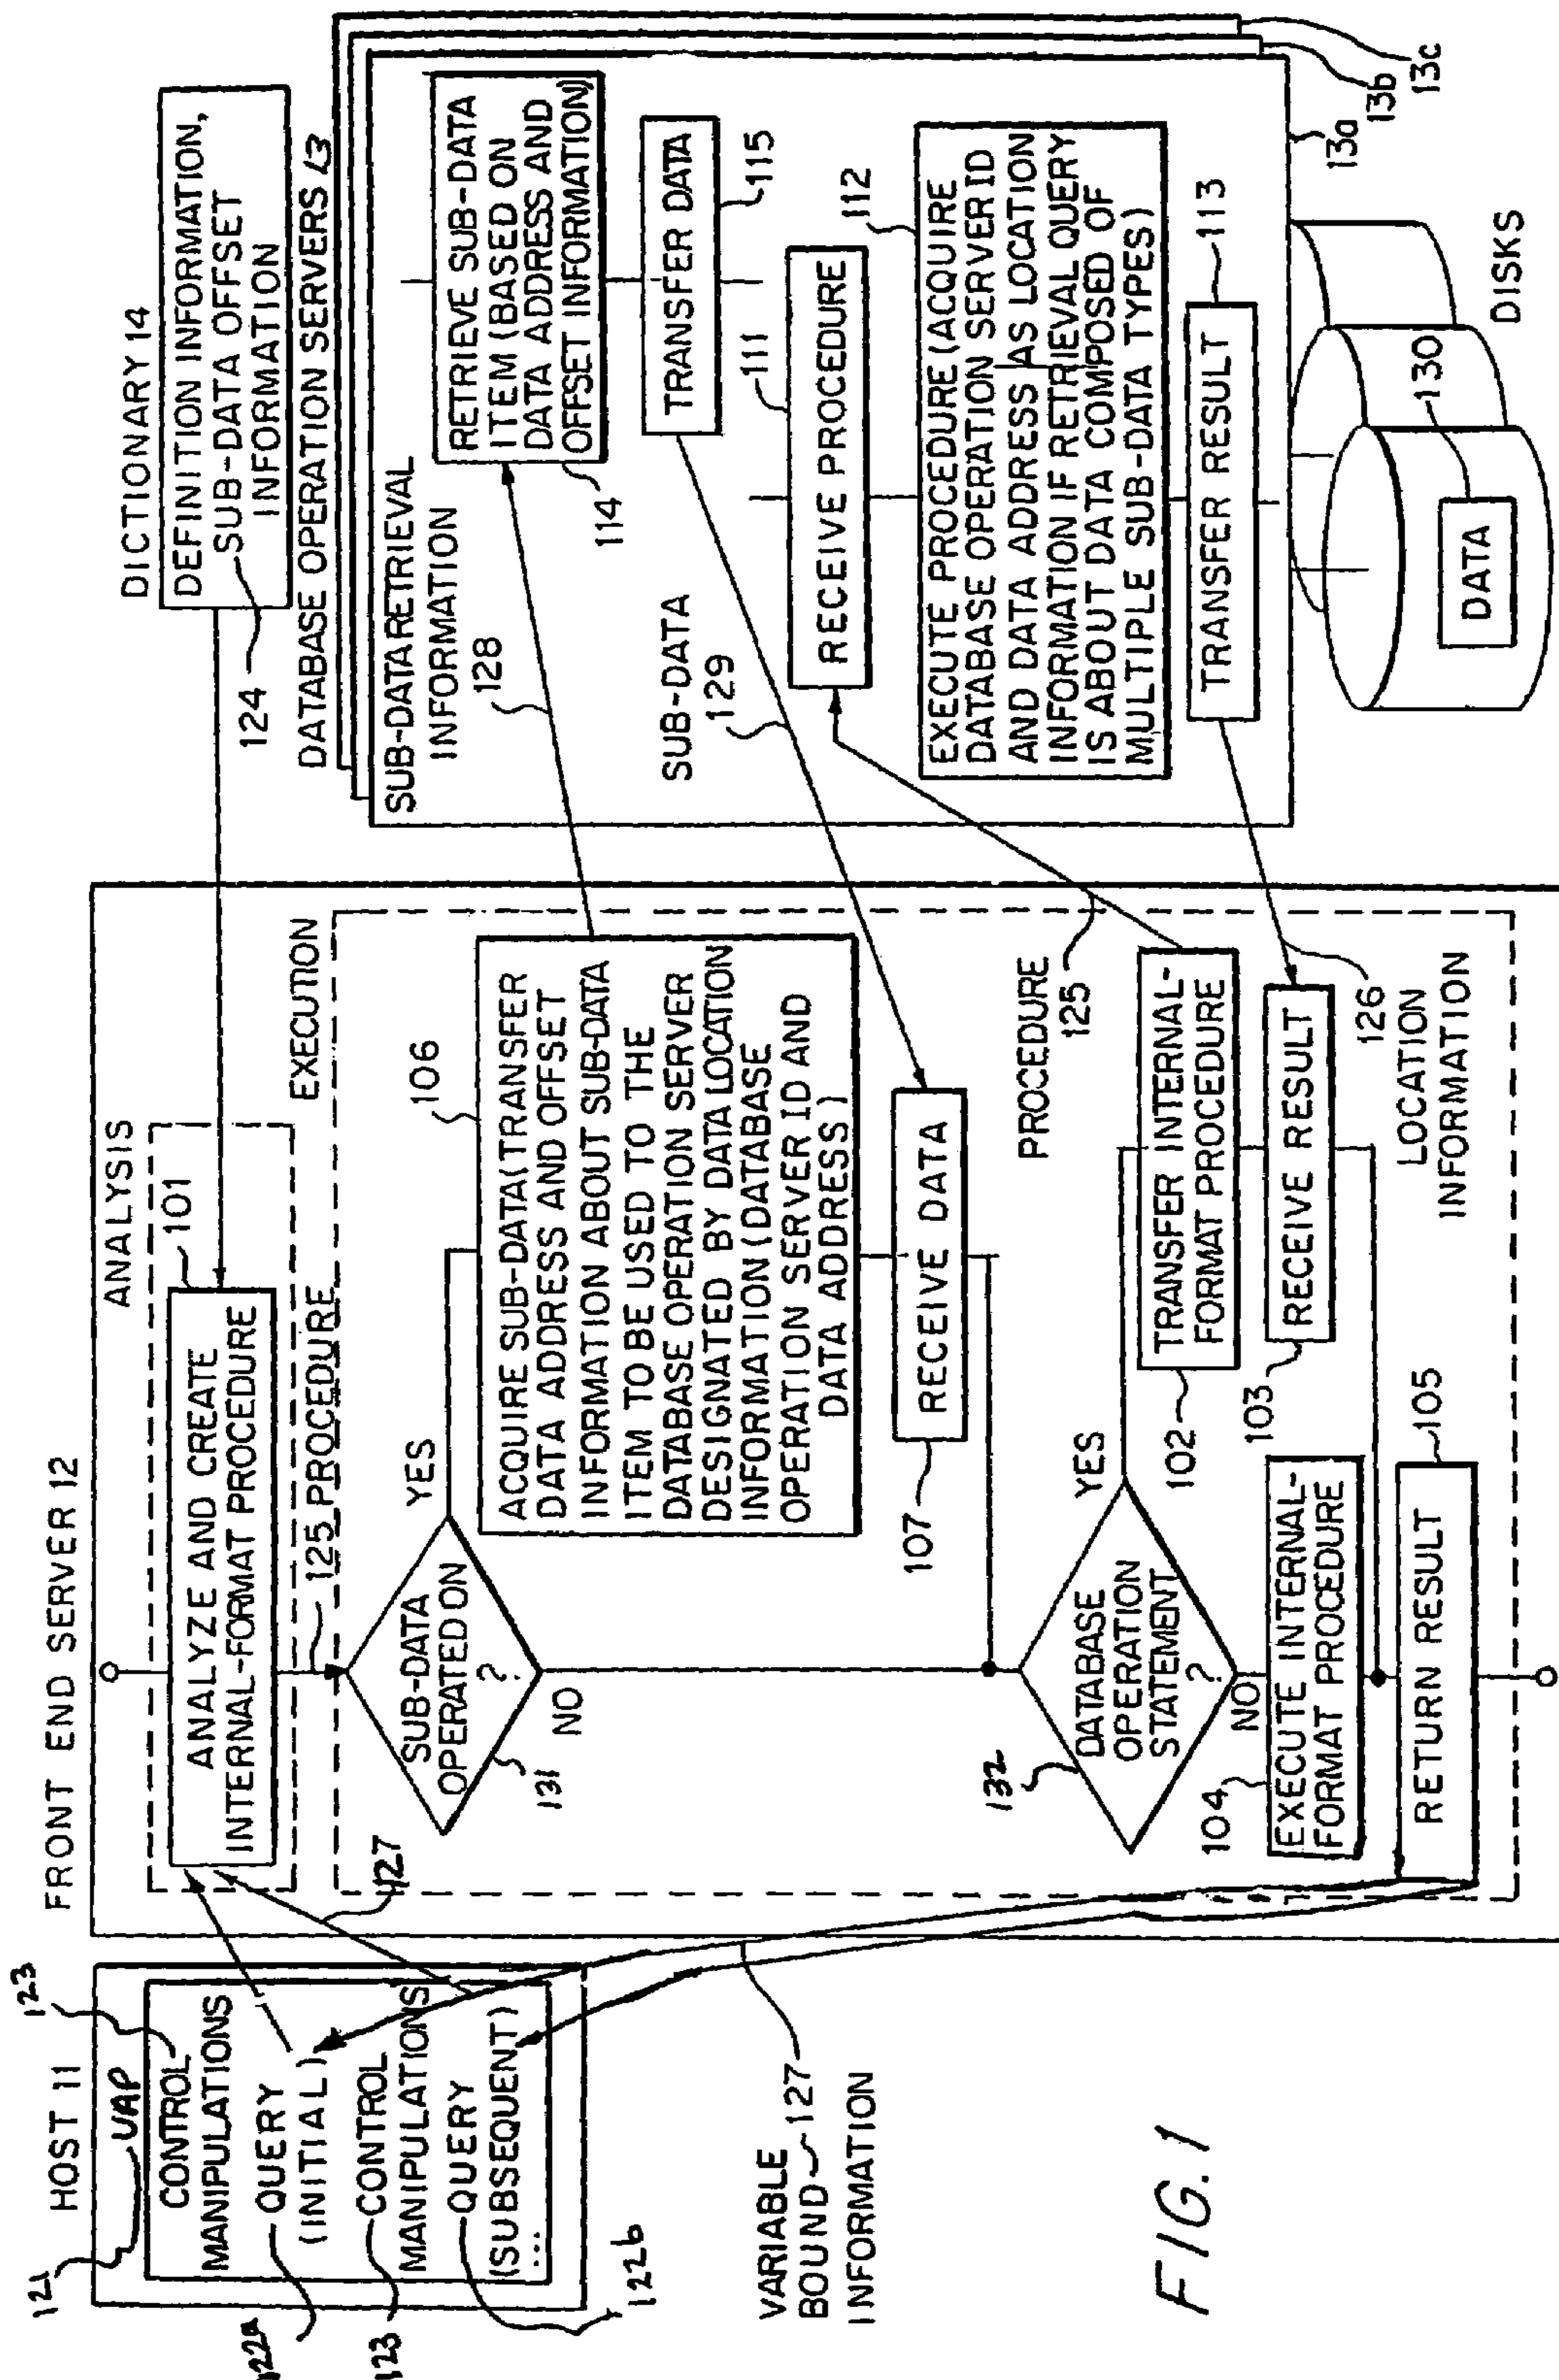 HOST 11
121
UAP
123
CONTROL
MANIPULATIONS
122a
QUERY
(INITIAL)
123
CONTROL
MANIPULATIONS
QUERY
(SUBSEQUENT)
...
122b
VARIABLE
BOUND 127
INFORMATION
127
FRONT END SERVER 12
ANALYSIS
101
ANALYZE AND CREATE
INTERNAL-FORMAT PROCEDURE
125 PROCEDURE
EXECUTION
SUB-DATA
OPERATED ON
?
131
YES
NO
106
ACQUIRE SUB-DATA (TRANSFER
DATA ADDRESS AND OFFSET
INFORMATION ABOUT SUB-DATA
ITEM TO BE USED TO THE
DATABASE OPERATION SERVER
DESIGNATED BY DATA LOCATION
INFORMATION (DATABASE
OPERATION SERVER ID AND
DATA ADDRESS)
107
RECEIVE DATA
DATABASE
OPERATION
STATEMENT
?
132
YES
NO
PROCEDURE
125
102
TRANSFER INTERNAL-
FORMAT PROCEDURE
103
RECEIVE RESULT
104
EXECUTE INTERNAL-
FORMAT PROCEDURE
RETURN RESULT
105
126
LOCATION
INFORMATION
DICTIONARY 14
DEFINITION INFORMATION,
SUB-DATA OFFSET
INFORMATION
124
DATABASE OPERATION SERVERS 13
SUB-DATA RETRIEVAL
INFORMATION
128
RETRIEVE SUB-DATA
ITEM (BASED ON
DATA ADDRESS AND
OFFSET INFORMATION)
114
SUB-DATA
129
TRANSFER DATA
115
111
RECEIVE PROCEDURE
112
EXECUTE PROCEDURE (ACQUIRE
DATABASE OPERATION SERVER ID
AND DATA ADDRESS AS LOCATION
INFORMATION IF RETRIEVAL QUERY
IS ABOUT DATA COMPOSED OF
MULTIPLE SUB-DATA TYPES)
TRANSFER RESULT
113
13a
13b
13c
DATA
130
DISKS
FIG. 1